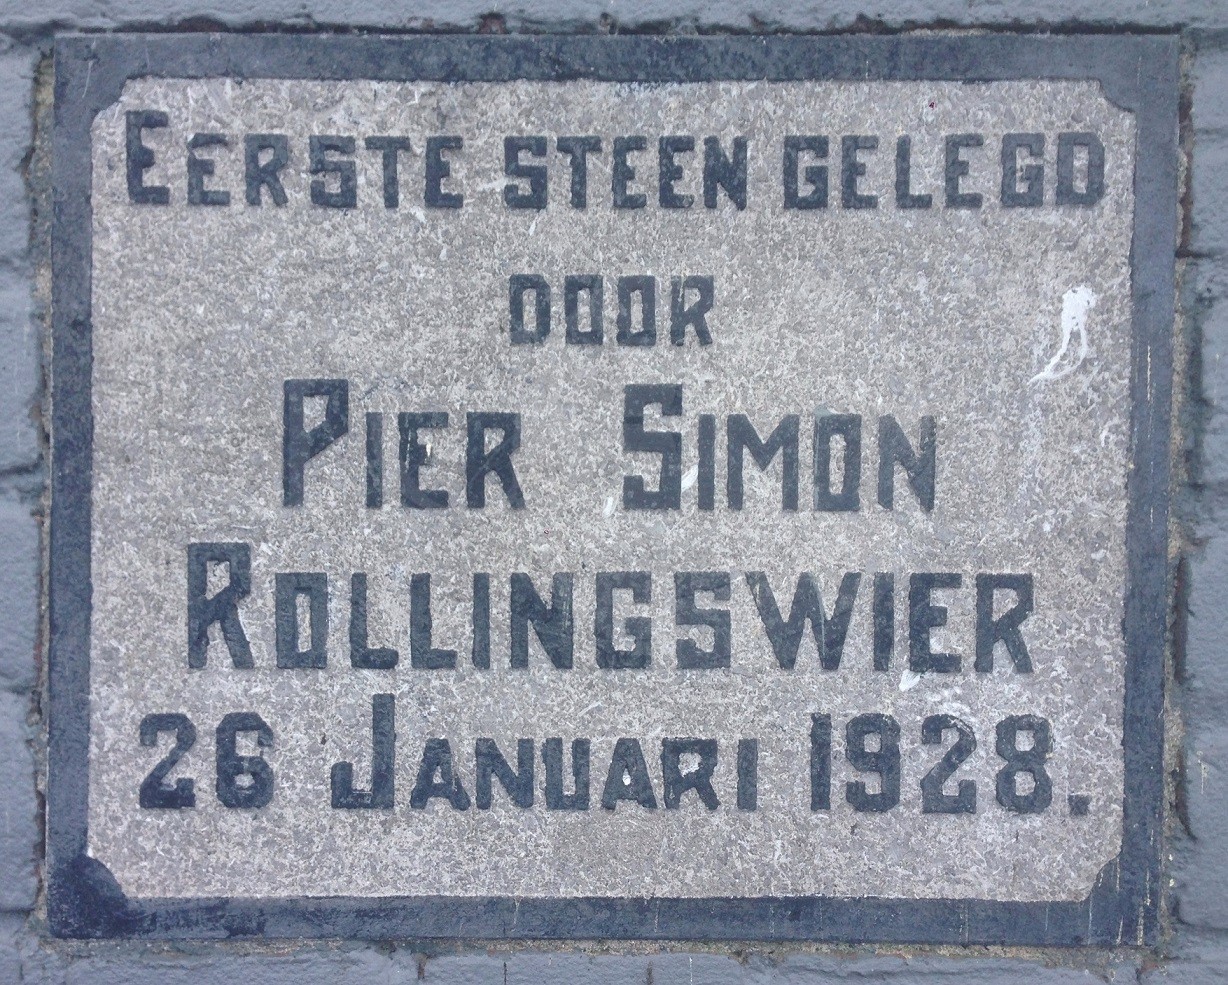 EERSTE STEEN GELEGD
DOOR
PIER SIMON
ROLLINGSWIER
26 JANUARI 1928.